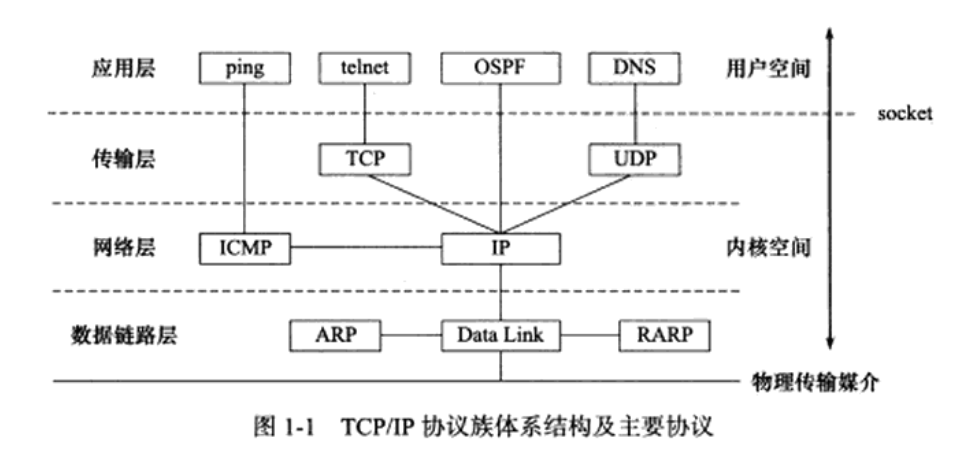 应用层 ping telnet OSPF DNS 用户空间
socket
传输层 TCP UDP
网络层 ICMP IP 内核空间
数据链路层 ARP Data Link RARP
物理传输媒介
图 1-1 TCP/IP 协议族体系结构及主要协议